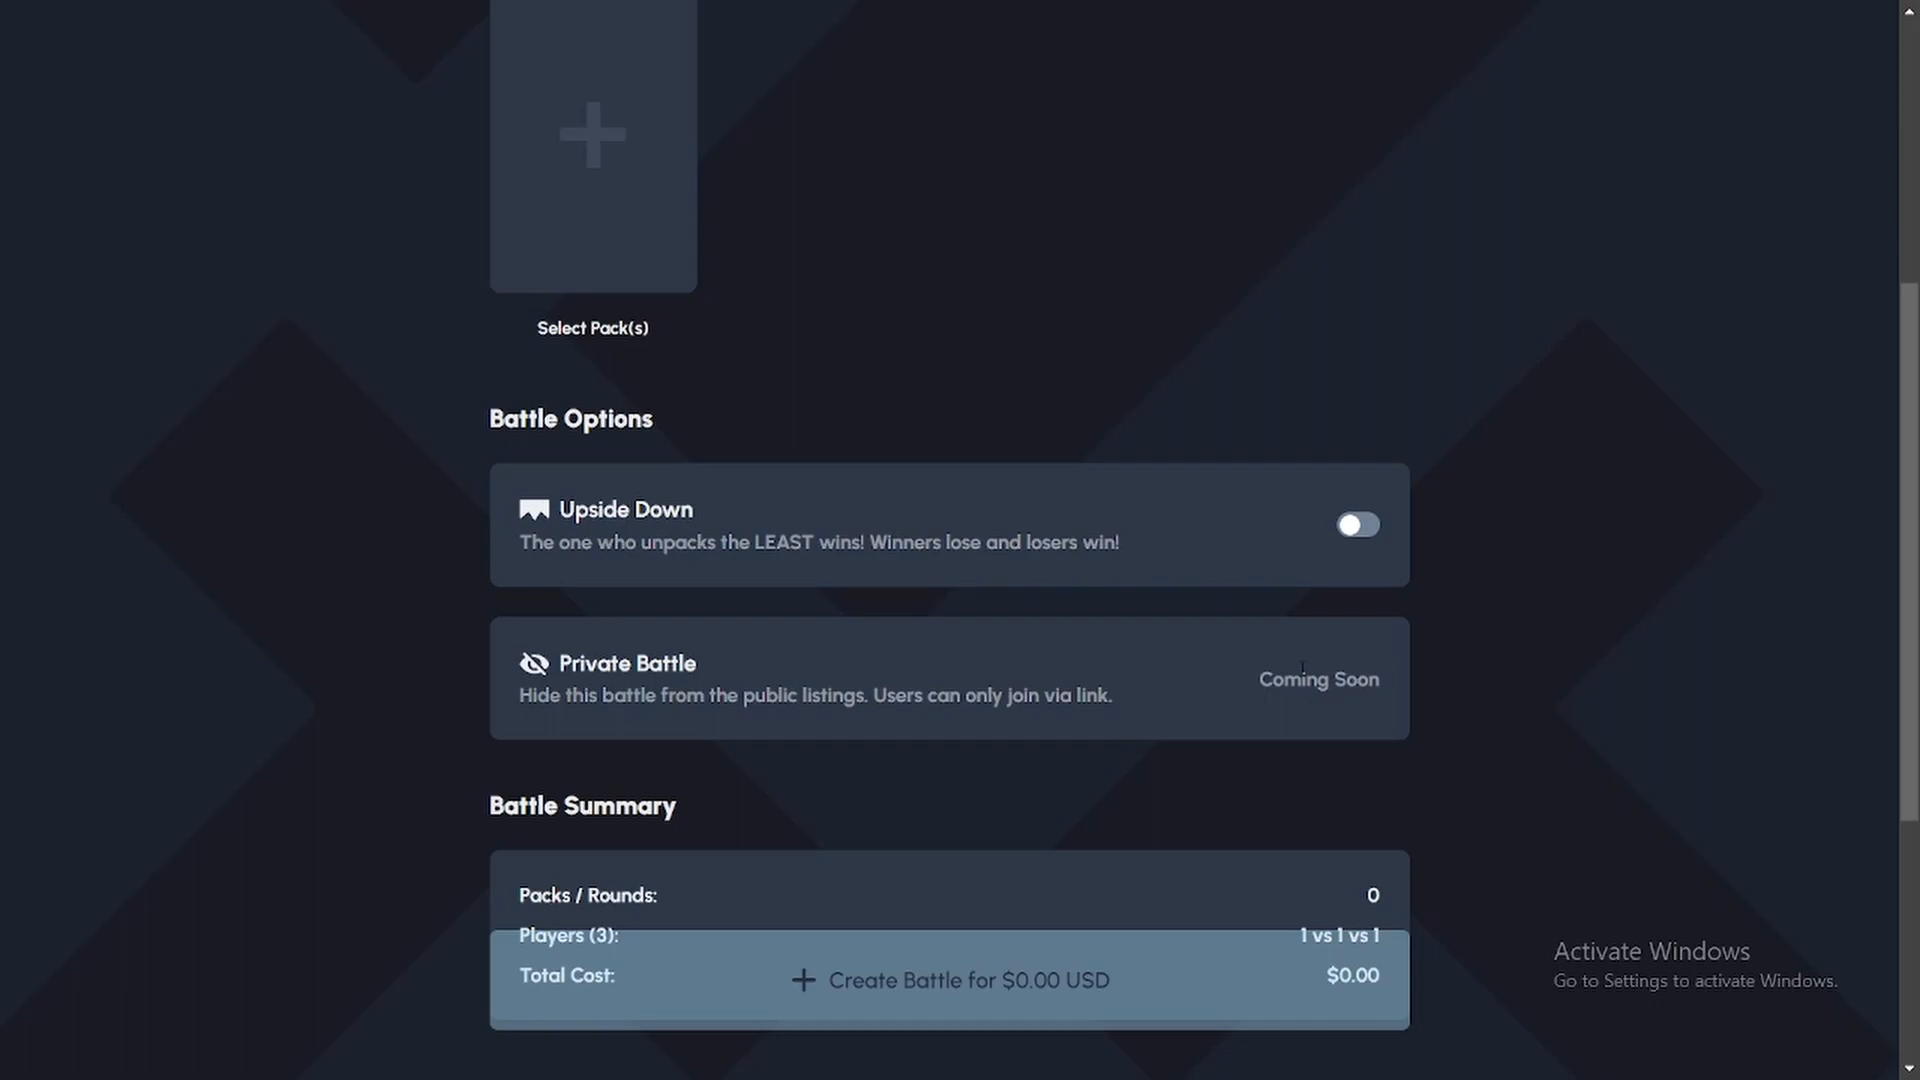 Select Pack(s)
Battle Options
Upside Down
The one who unpacks the LEAST wins! Winners lose and losers win!
Private Battle
Hide this battle from the public listings. Users can only join via link.
Coming Soon
Battle Summary
Packs / Rounds: 0
Players (3): 1 vs 1 vs 1
Total Cost: $0.00
Create Battle for $0.00 USD
Activate Windows
Go to Settings to activate Windows.